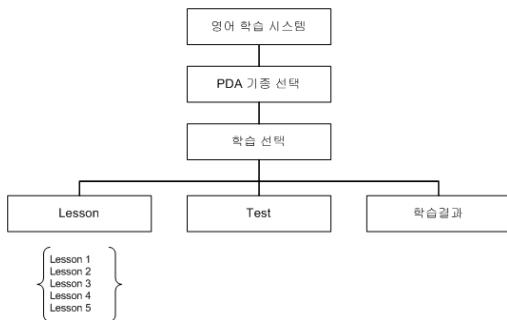 영어 학습 시스템
PDA 기종 선택
학습 선택
Lesson
Test
학습결과
Lesson 1
Lesson 2
Lesson 3
Lesson 4
Lesson 5